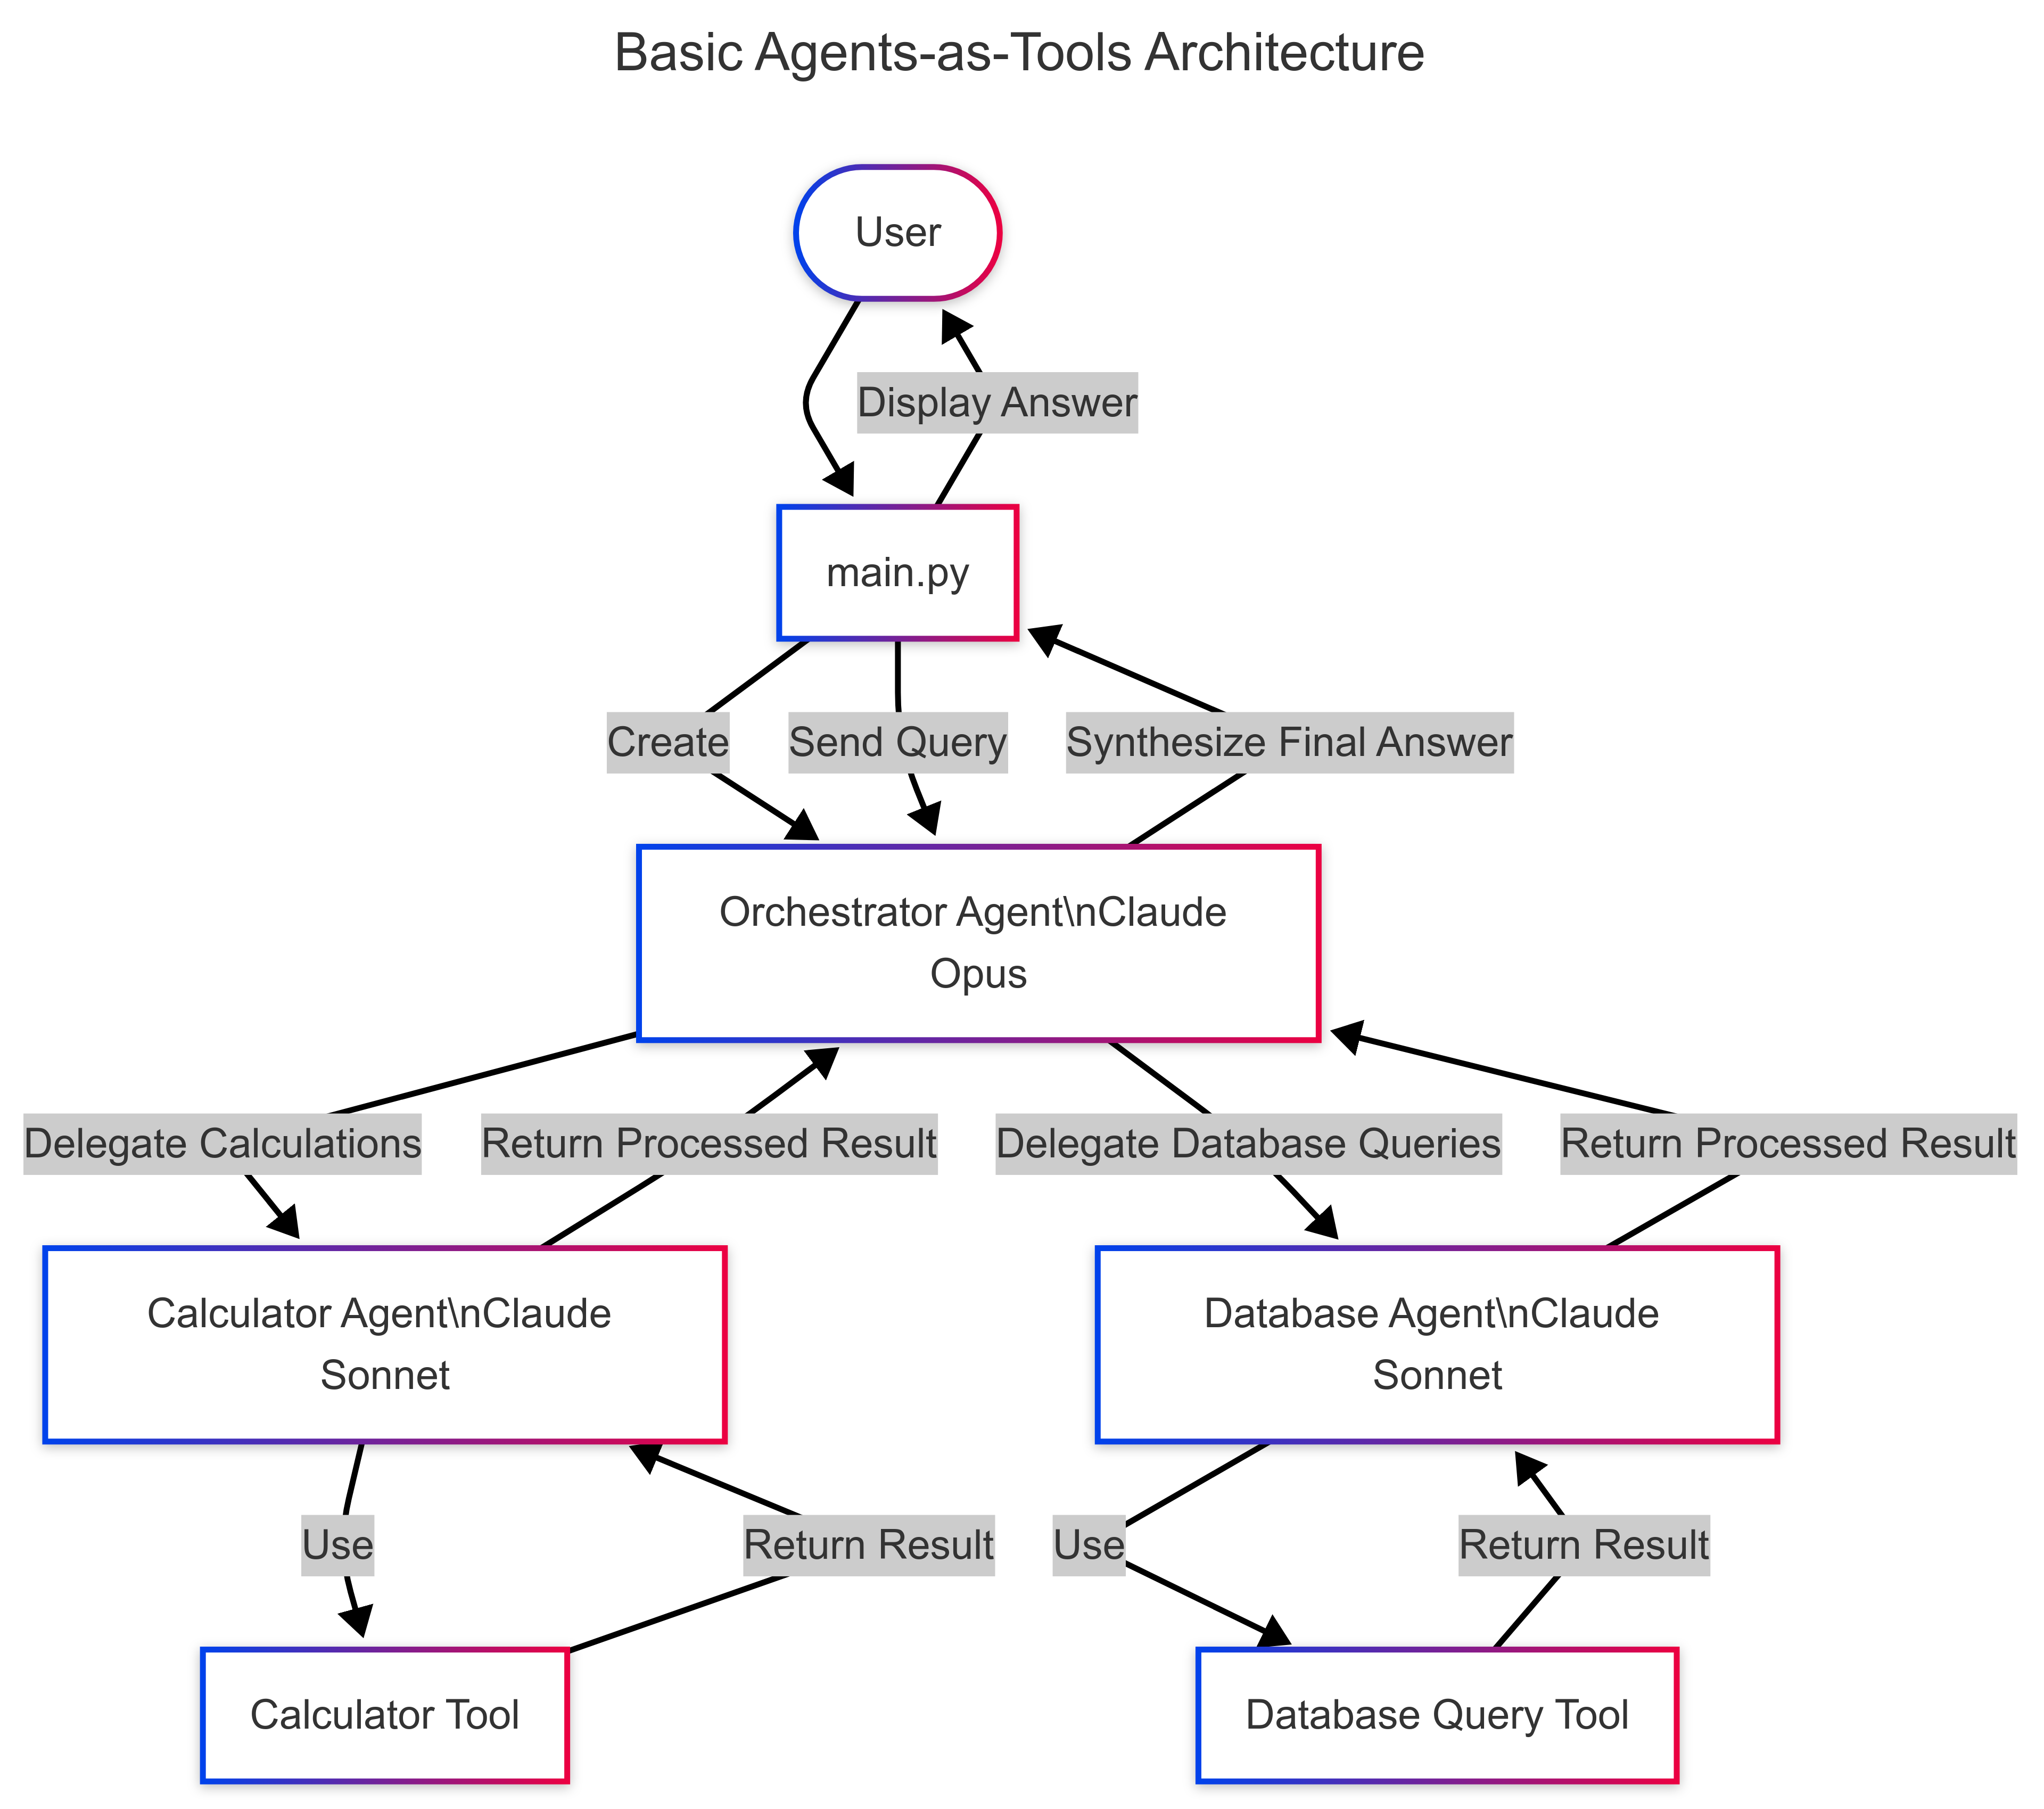 Basic Agents-as-Tools Architecture
User
Display Answer
main.py
Create
Send Query
Synthesize Final Answer
Orchestrator Agent\nClaude
Opus
Delegate Calculations
Return Processed Result
Delegate Database Queries
Return Processed Result
Calculator Agent\nClaude
Sonnet
Database Agent\nClaude
Sonnet
Use
Return Result
Use
Return Result
Calculator Tool
Database Query Tool